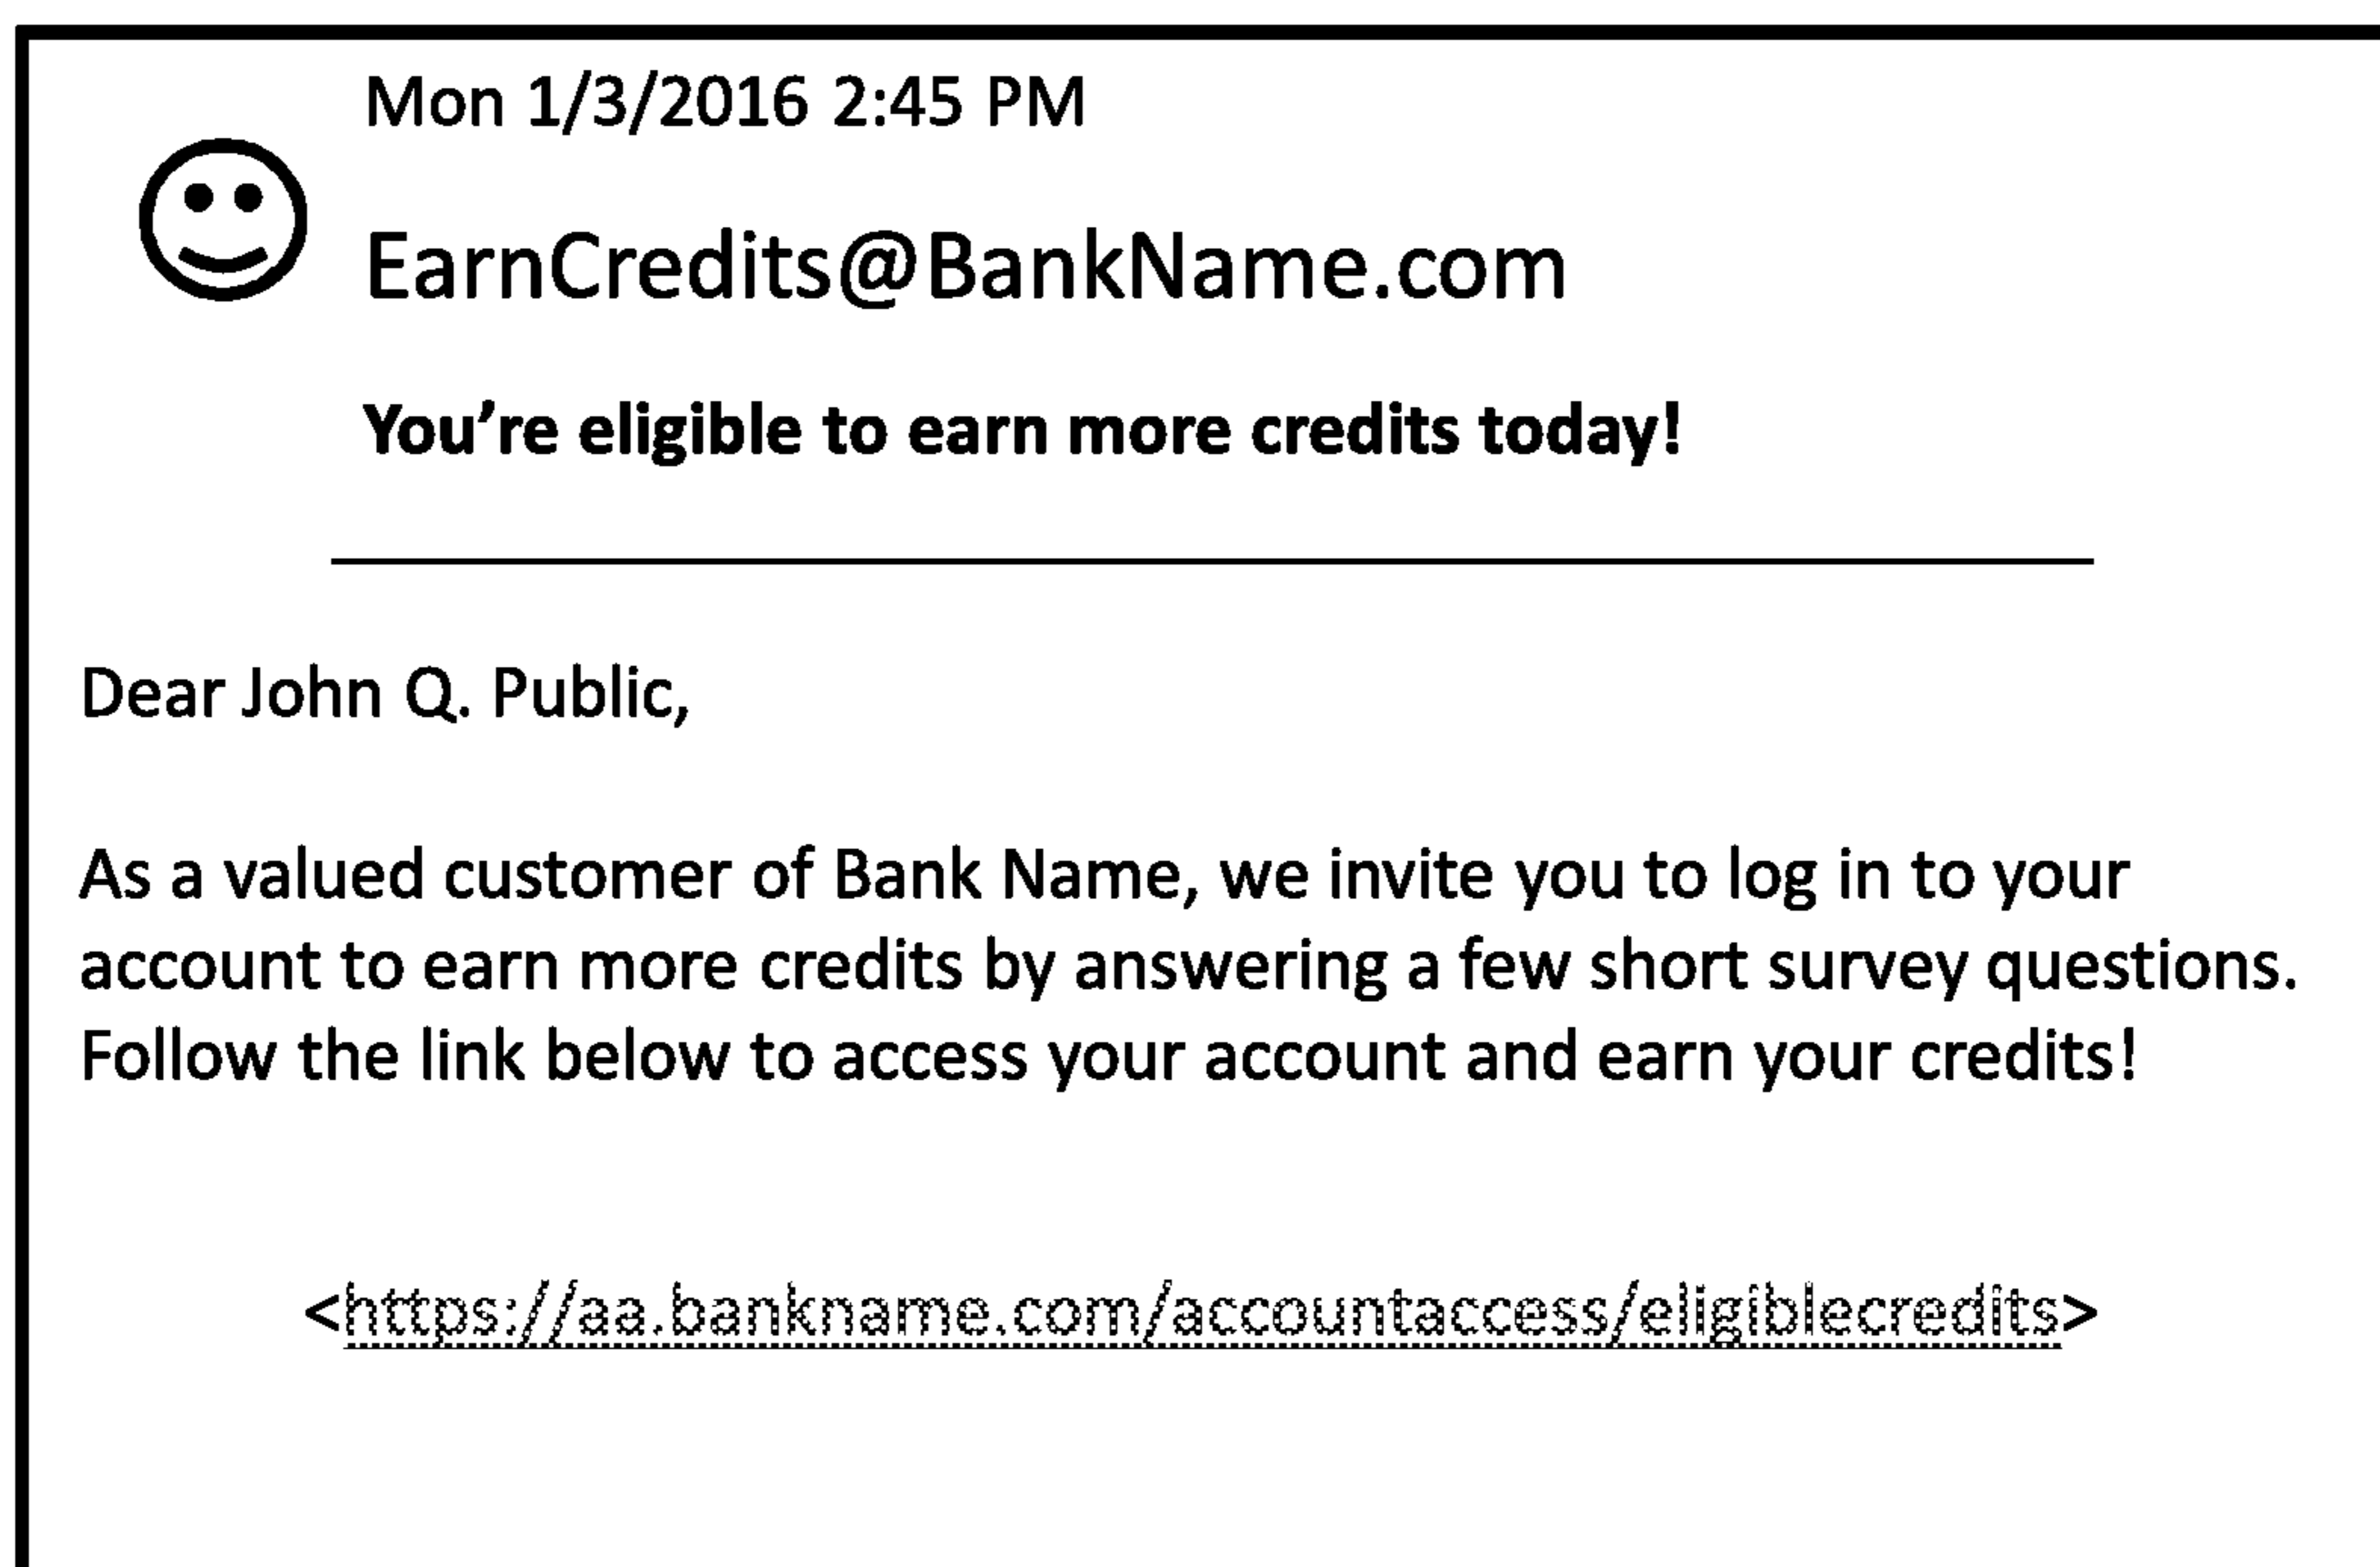 Mon 1/3/2016 2:45 PM
EarnCredits@BankName.com
You're eligible to earn more credits today!
Dear John Q. Public,
As a valued customer of Bank Name, we invite you to log in to your
account to earn more credits by answering a few short survey questions.
Follow the link below to access your account and earn your credits!
<https://aa.bankname.com/accountaccess/eligiblecredits>